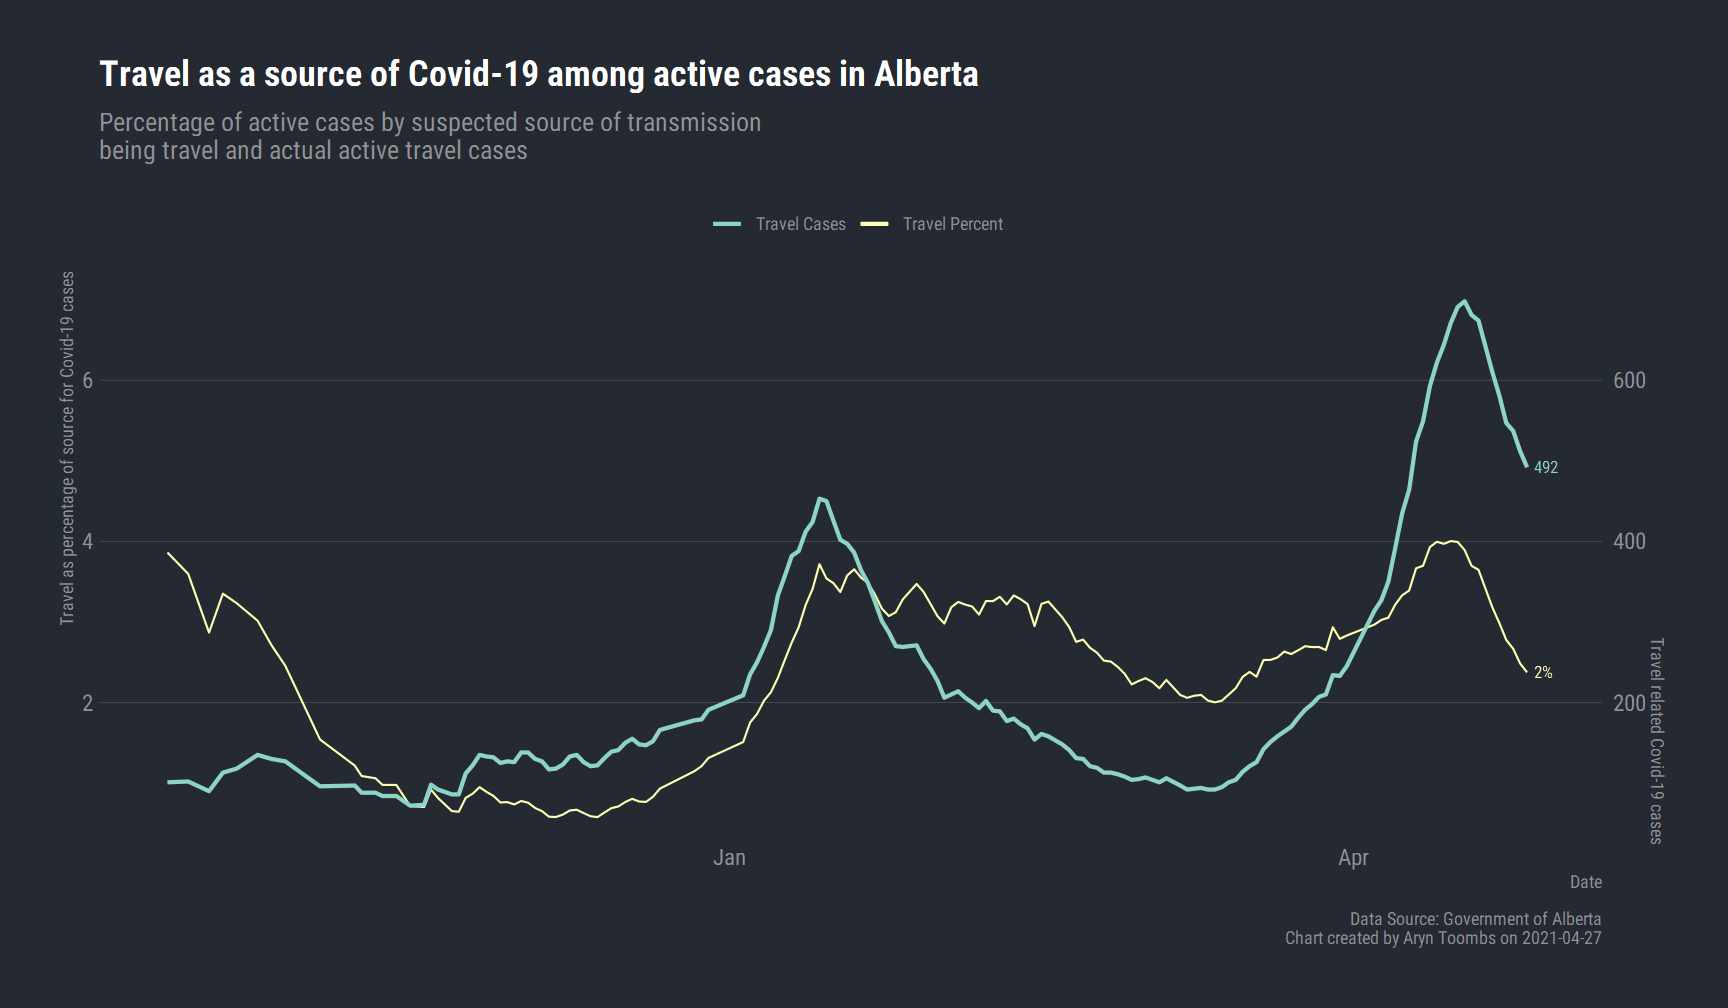 Travel as a source of Covid-19 among active cases in Alberta
Percentage of active cases by suspected source of transmission
being travel and actual active travel cases
Travel Cases
Travel Percent
Travel as percentage of source for Covid-19 cases
6
4
2
600
400
200
Travel related Covid-19 cases
492
2%
Jan
Apr
Date
Data Source: Government of Alberta
Chart created by Aryn Toombs on 2021-04-27